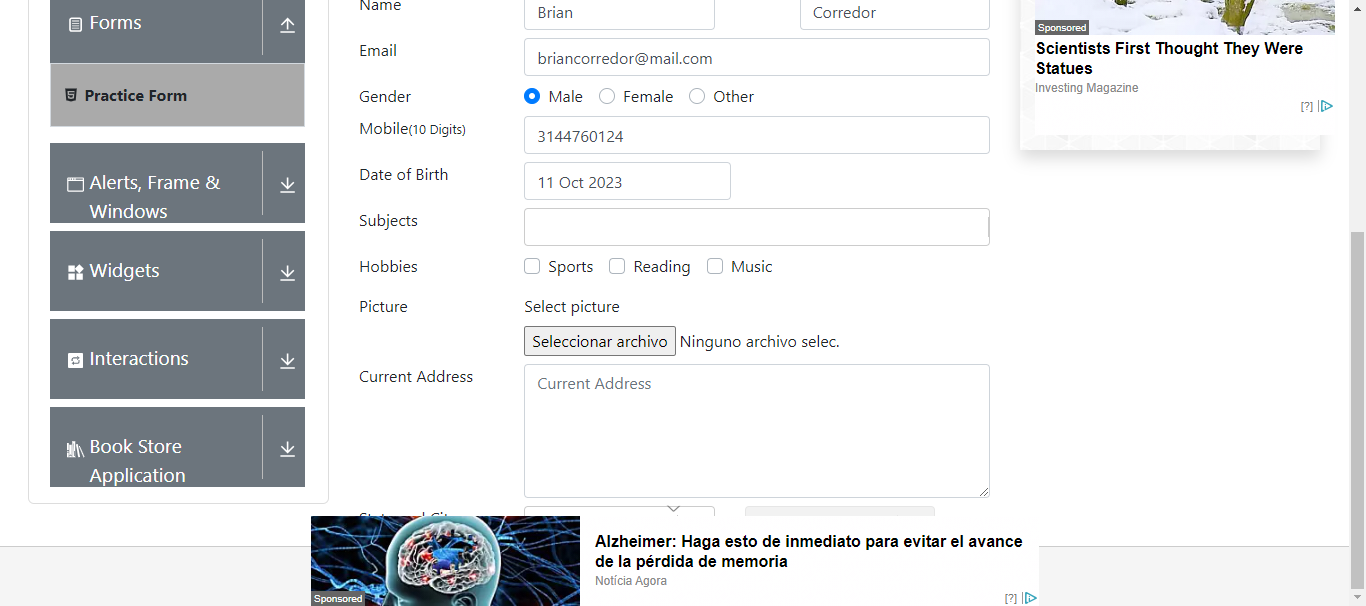 Forms
Practice Form
Alerts, Frame &
Windows
Widgets
Interactions
Book Store
Application
Name
Brian
Corredor
Email
briancorredor@mail.com
Gender
Male
Female
Other
Mobile(10 Digits)
3144760124
Date of Birth
11 Oct 2023
Subjects
Hobbies
Sports
Reading
Music
Picture
Select picture
Seleccionar archivo Ninguno archivo selec.
Current Address
Current Address
Sponsored
Scientists First Thought They Were
Statues
Investing Magazine
[?]
Sponsored
Alzheimer: Haga esto de inmediato para evitar el avance
de la pérdida de memoria
Notícia Agora
[?]